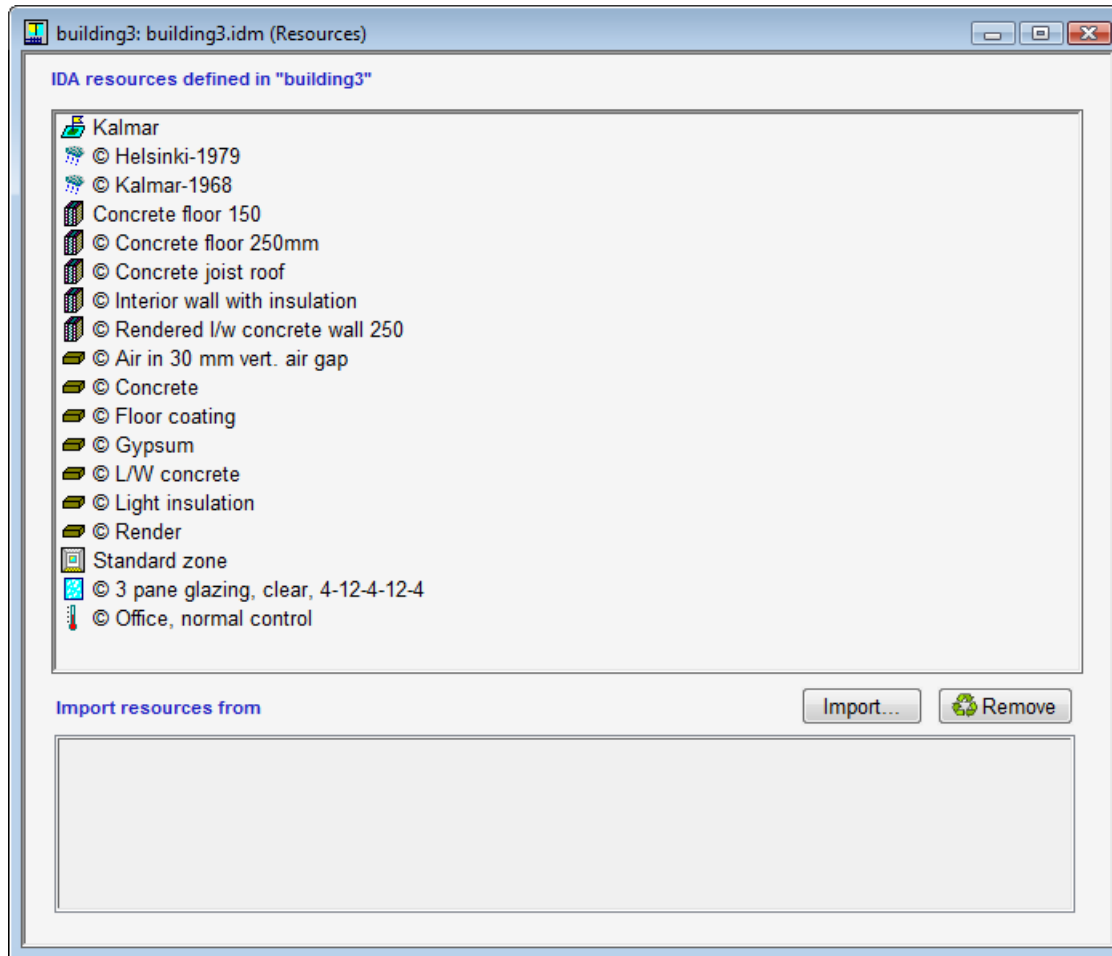 building3: building3.idm (Resources)
IDA resources defined in "building3"
Kalmar
© Helsinki-1979
© Kalmar-1968
Concrete floor 150
© Concrete floor 250mm
© Concrete joist roof
© Interior wall with insulation
© Rendered l/w concrete wall 250
© Air in 30 mm vert. air gap
© Concrete
© Floor coating
© Gypsum
© L/W concrete
© Light insulation
© Render
Standard zone
© 3 pane glazing, clear, 4-12-4-12-4
© Office, normal control
Import resources from
Import...
Remove